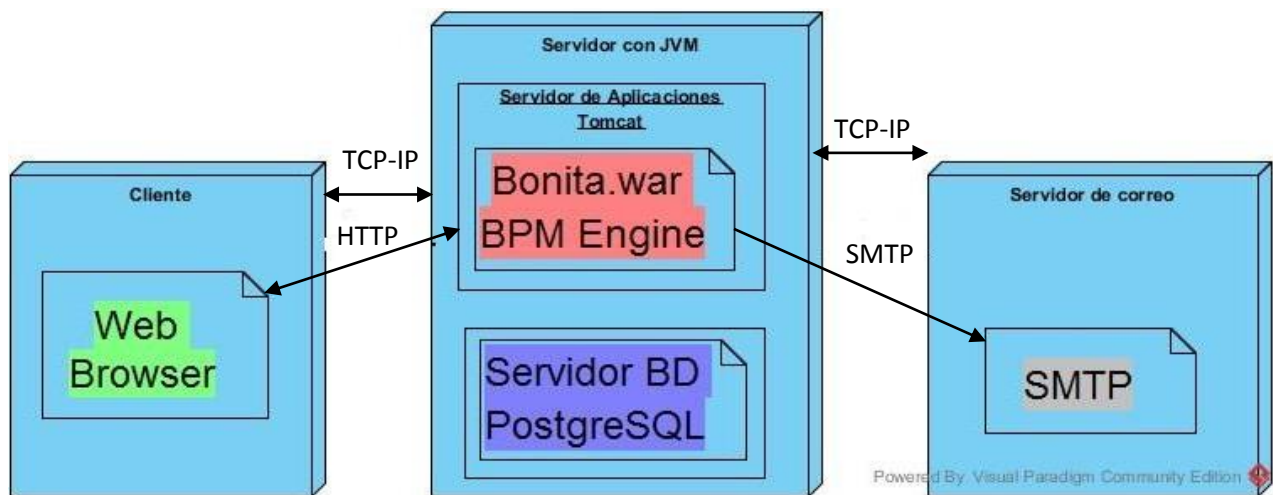 Servidor con JVM
Servidor de Aplicaciones
Tomcat
TCP-IP
TCP-IP
Bonita.war
BPM Engine
Cliente
Servidor de correo
HTTP
SMTP
Web
Browser
Servidor BD
PostgreSQL
SMTP
Powered By Visual Paradigm Community Edition